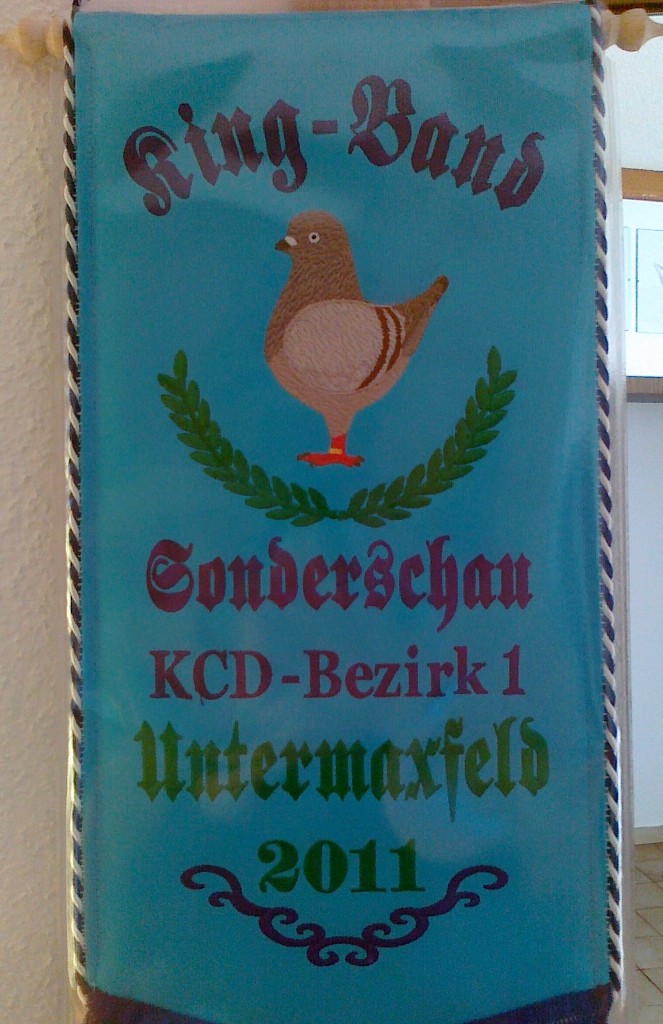 King-Band
Sonderschau
KCD-Bezirk 1
Untermaxfeld
2011